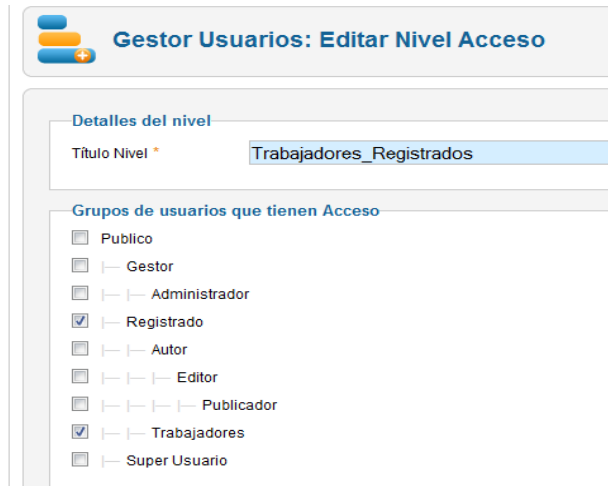 Gestor Usuarios: Editar Nivel Acceso
Detalles del nivel
Título Nivel * Trabajadores_Registrados
Grupos de usuarios que tienen Acceso
Publico
Gestor
Administrador
Registrado
Autor
Editor
Publicador
Trabajadores
Super Usuario